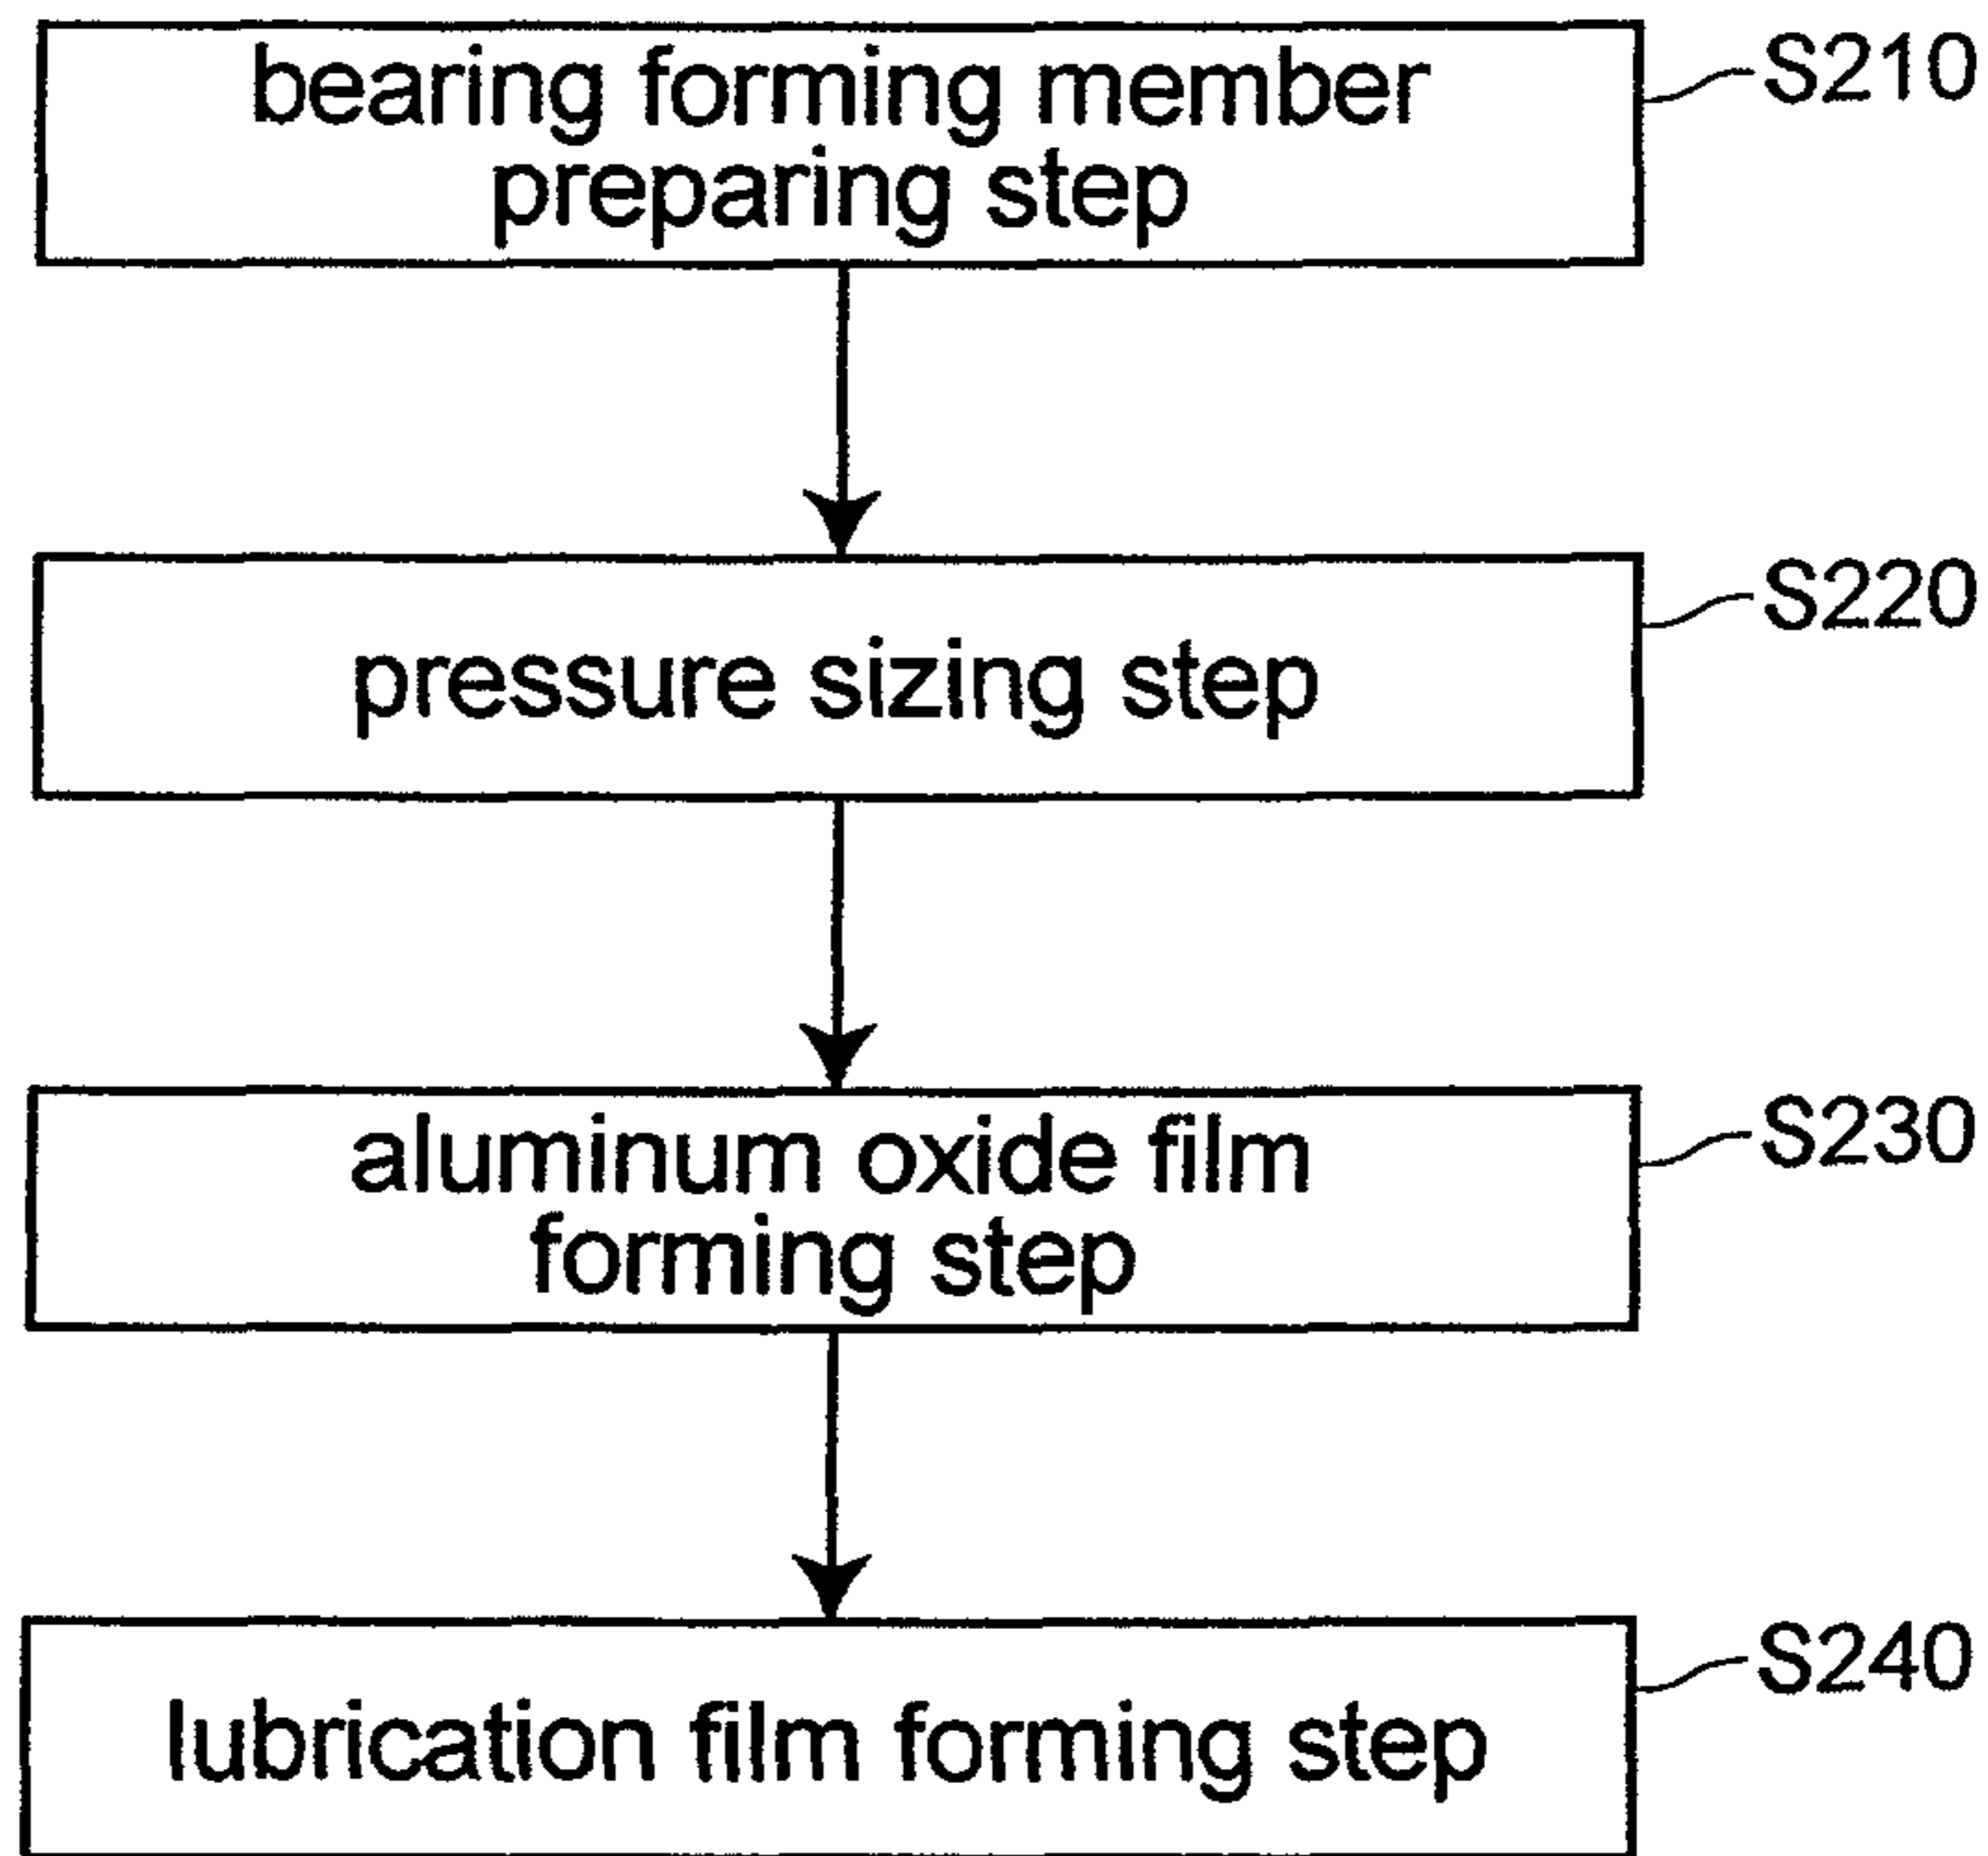 bearing forming member
preparing step
S210
pressure sizing step
S220
aluminum oxide film
forming step
S230
lubrication film forming step
S240